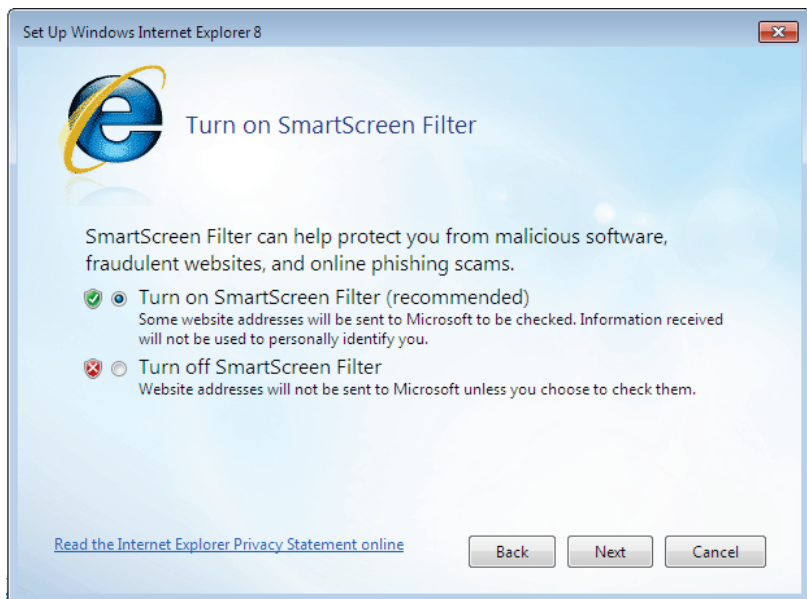 Set Up Windows Internet Explorer 8
Turn on SmartScreen Filter
SmartScreen Filter can help protect you from malicious software,
fraudulent websites, and online phishing scams.
Turn on SmartScreen Filter (recommended)
Some website addresses will be sent to Microsoft to be checked. Information received
will not be used to personally identify you.
Turn off SmartScreen Filter
Website addresses will not be sent to Microsoft unless you choose to check them.
Read the Internet Explorer Privacy Statement online
Back
Next
Cancel